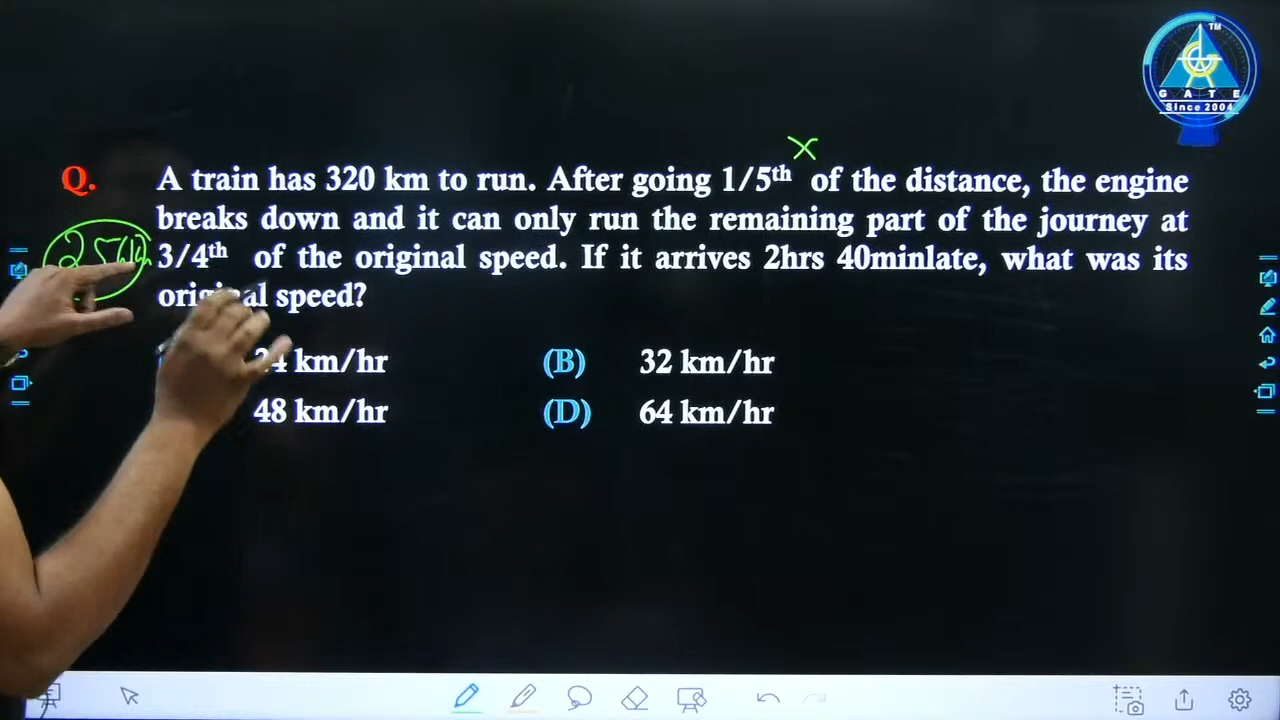 TM
GATE
Since 2004
x
Q. A train has 320 km to run. After going 1/5th of the distance, the engine
breaks down and it can only run the remaining part of the journey at
3/4th of the original speed. If it arrives 2hrs 40minlate, what was its
original speed?
km/hr (B) 32 km/hr
48 km/hr (D) 64 km/hr